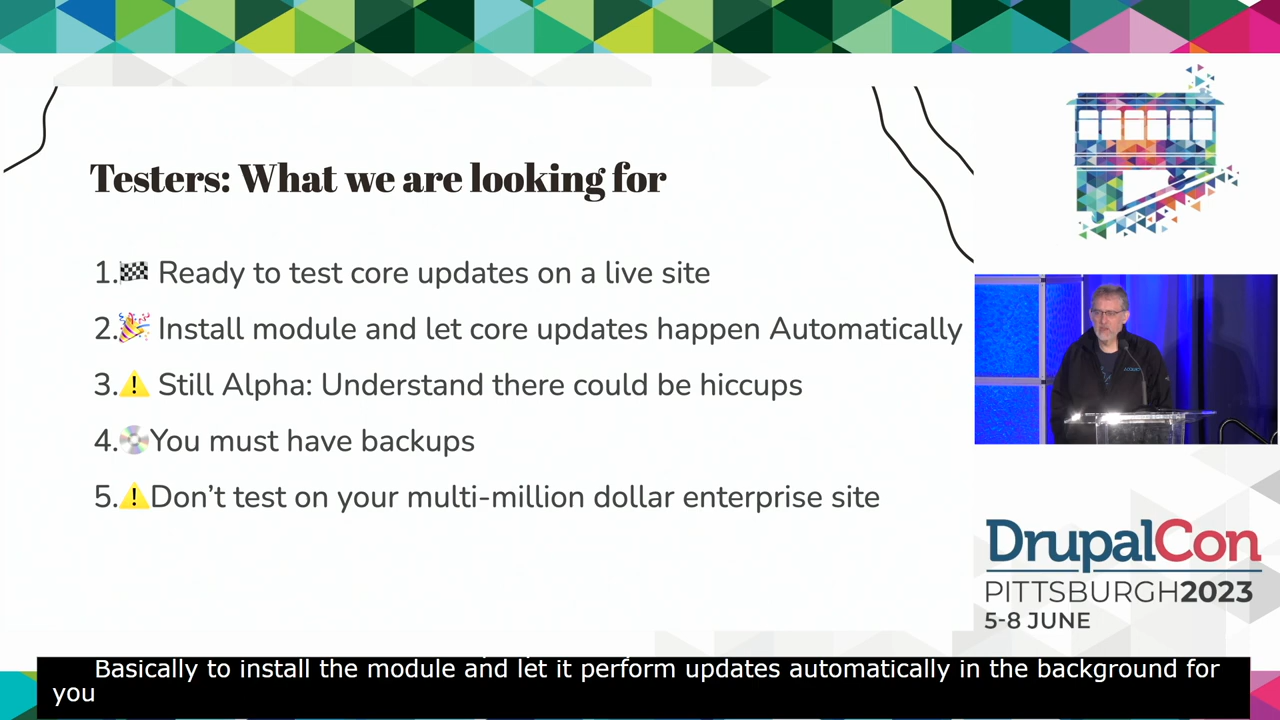 Testers: What we are looking for
1.🏁 Ready to test core updates on a live site
2.🎉 Install module and let core updates happen Automatically
3.⚠️ Still Alpha: Understand there could be hiccups
4.💿You must have backups
5.⚠️Don’t test on your multi-million dollar enterprise site
DrupalCon
PITTSBURGH2023
5-8 JUNE
Basically to install the module and let it perform updates automatically in the background for
you